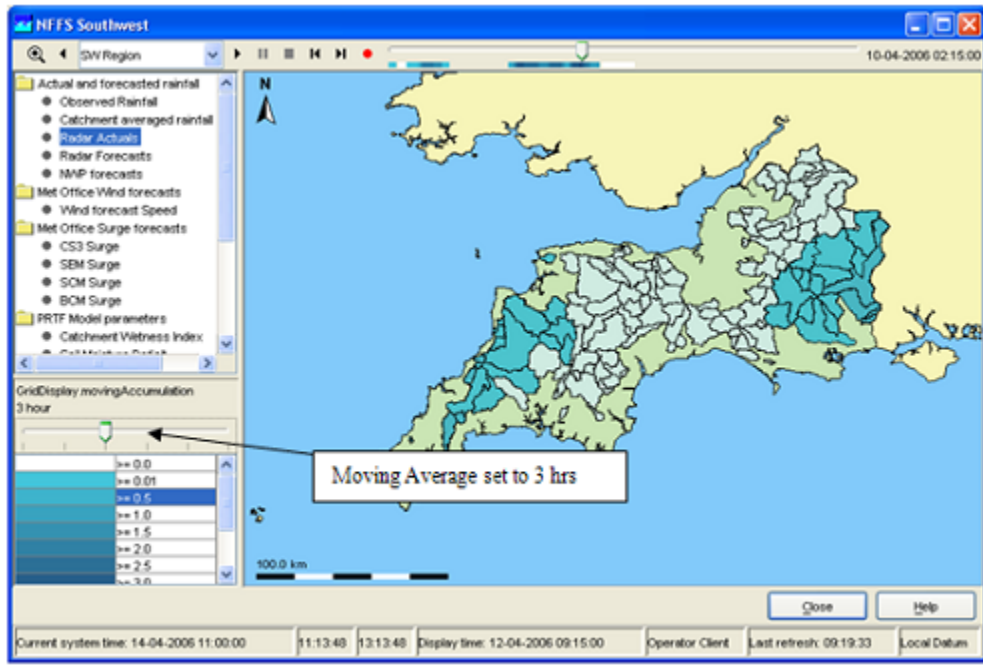 NFFS Southwest
SW Region
10-04-2006 02:15:00
Actual and forecasted rainfall
Observed Rainfall
Catchment averaged rainfall
Radar Actuals
Radar Forecasts
NWP forecasts
Met Office Wind forecasts
Wind forecast Speed
Met Office Surge forecasts
CS3 Surge
SEM Surge
SCM Surge
BCM Surge
PRTF Model parameters
Catchment Wetness Index
GridDisplay movingAccumulation
3 hour
>= 0.0
>= 0.01
>= 0.5
>= 1.0
>= 1.5
>= 2.0
>= 2.5
>= 3.0
N
Moving Average set to 3 hrs
100.0 km
Close
Help
Current system time: 14-04-2006 11:00:00
11:13:48
13:13:48
Display time: 12-04-2006 09:15:00
Operator Client
Last refresh: 09:19:33
Local Datum